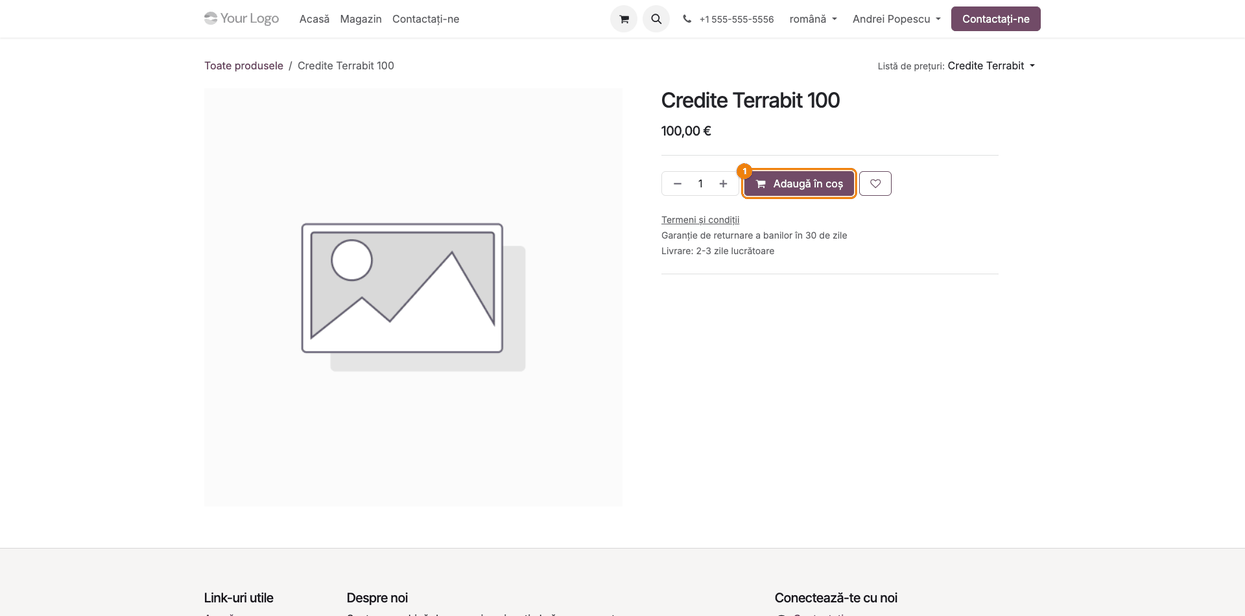 Your Logo
Acasă Magazin Contactați-ne
+1 555-555-5556 română Andrei Popescu Contactați-ne
Toate produsele / Credite Terrabit 100
Listă de prețuri: Credite Terrabit
Credite Terrabit 100
100,00 €
1
1 Adaugă în coș
Termeni și condiții
Garanție de returnare a banilor în 30 de zile
Livrare: 2-3 zile lucrătoare
Link-uri utile
Despre noi
Conectează-te cu noi